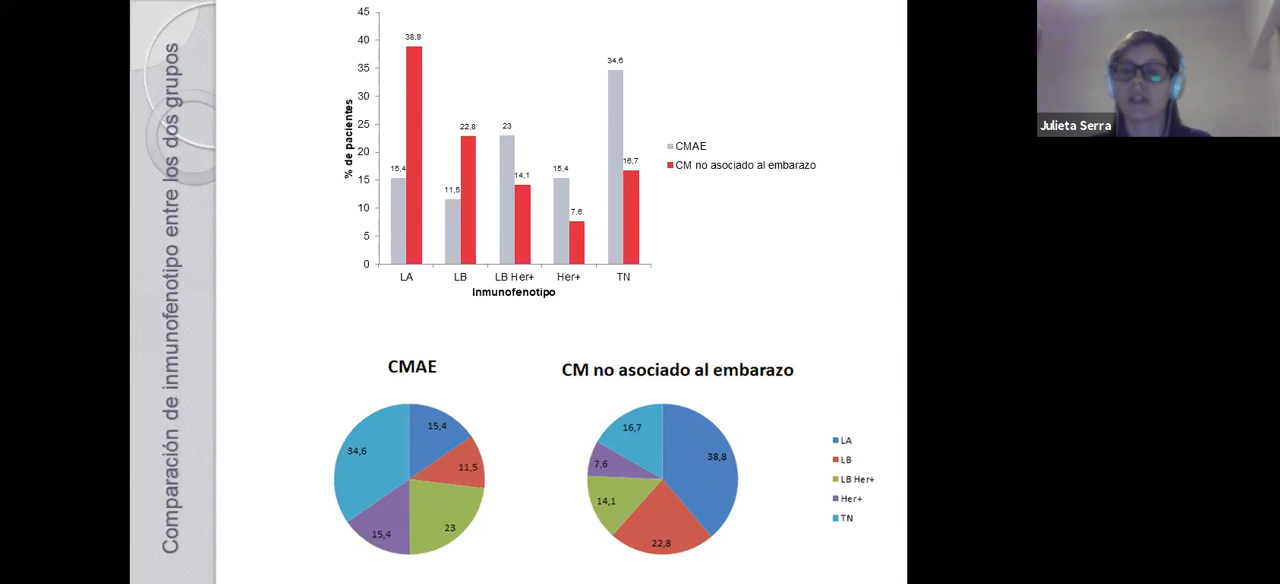 Comparación de inmunofenotipo entre los dos grupos
45
40
35
30
25
20
15
10
5
0
% de pacientes
15,4
38,8
11,5
22,8
23
14,1
15,4
7,6
34,6
16,7
LA
LB
LB Her+
Her+
TN
Inmunofenotipo
CMAE
CM no asociado al embarazo
Julieta Serra
CMAE
15,4
11,5
23
15,4
34,6
CM no asociado al embarazo
38,8
22,8
14,1
7,6
16,7
LA
LB
LB Her+
Her+
TN